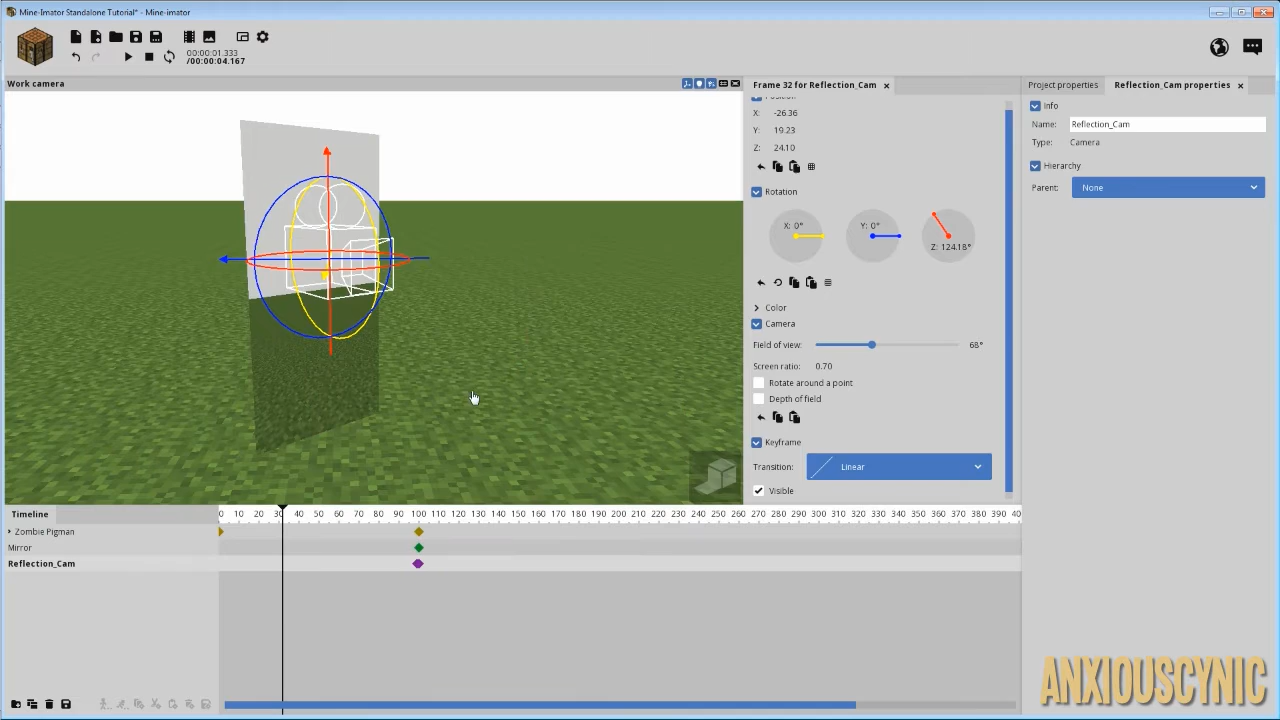 Mine-Imator Standalone Tutorial* - Mine-imator
00:00:01.333
/00:00:04.167
Work camera
Frame 32 for Reflection_Cam
Project properties
Reflection_Cam properties
Position
X: -26.36
Y: 19.23
Z: 24.10
Rotation
X: 0°
Y: 0°
Z: 124.18°
Color
Camera
Field of view:
68°
Screen ratio: 0.70
Rotate around a point
Depth of field
Keyframe
Transition: Linear
Visible
Info
Name: Reflection_Cam
Type: Camera
Hierarchy
Parent: None
Timeline
0 10 20 30 40 50 60 70 80 90 100 110 120 130 140 150 160 170 180 190 200 210 220 230 240 250 260 270 280 290 300 310 320 330 340 350 360 370 380 390 40
Zombie Pigman
Mirror
Reflection_Cam
ANXIOUSCYNIC